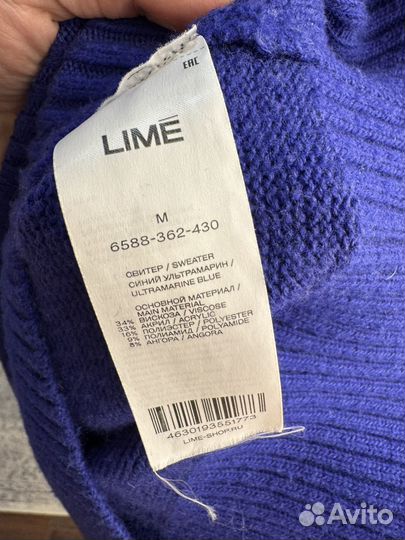 EAC
LIMĒ
M
6588-362-430
СВИТЕР / SWEATER
СИНИЙ УЛЬТРАМАРИН /
ULTRAMARINE BLUE
ОСНОВНОЙ МАТЕРИАЛ /
MAIN MATERIAL
34% ВИСКОЗА / VISCOSE
33% АКРИЛ / ACRYLIC
16% ПОЛИЭСТЕР / POLYESTER
9% ПОЛИАМИД / POLYAMIDE
8% АНГОРА / ANGORA
4630193551773
LIME-SHOP.RU
Avito